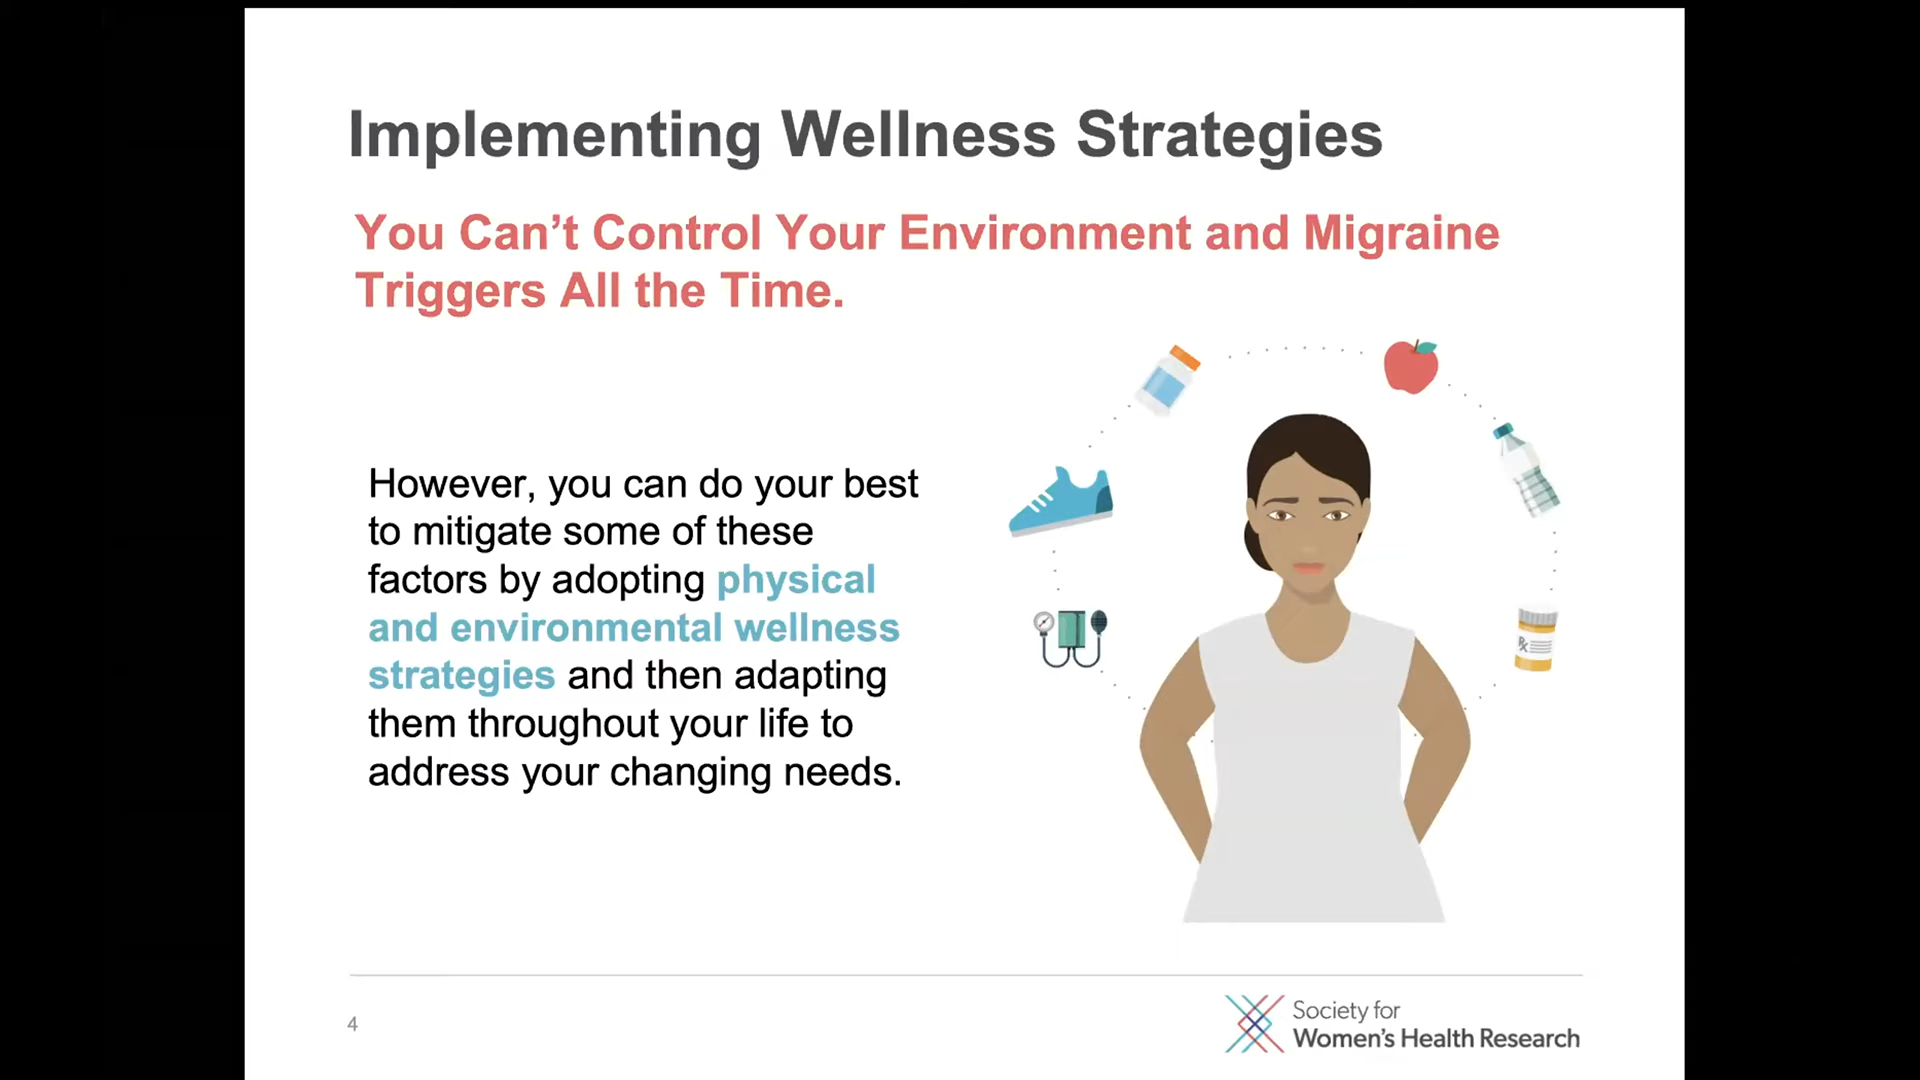 Implementing Wellness Strategies
You Can’t Control Your Environment and Migraine
Triggers All the Time.
However, you can do your best
to mitigate some of these
factors by adopting physical
and environmental wellness
strategies and then adapting
them throughout your life to
address your changing needs.
Rx
4
Society for
Women’s Health Research